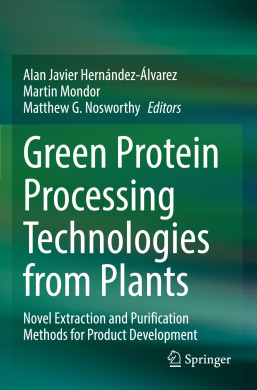 Alan Javier Hernández-Álvarez
Martin Mondor
Matthew G. Nosworthy Editors
Green Protein
Processing
Technologies
from Plants
Novel Extraction and Purification
Methods for Product Development
Springer